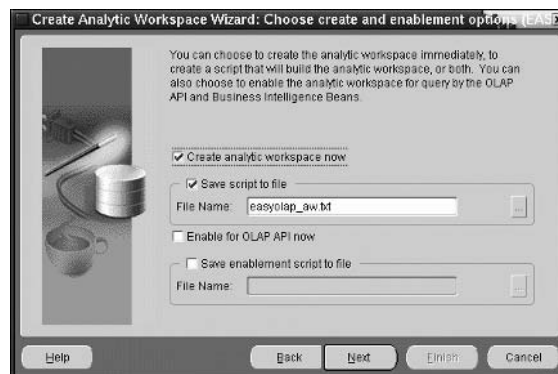 Create Analytic Workspace Wizard: Choose create and enablement options (EAS
You can choose to create the analytic workspace immediately, to
create a script that will build the analytic workspace, or both. You can
also choose to enable the analytic workspace for query by the OLAP
API and Business Intelligence Beans.
Create analytic workspace now
Save script to file
File Name: easyolap_aw.txt ...
Enable for OLAP API now
Save enablement script to file
File Name: ...
Help Back Next Finish Cancel